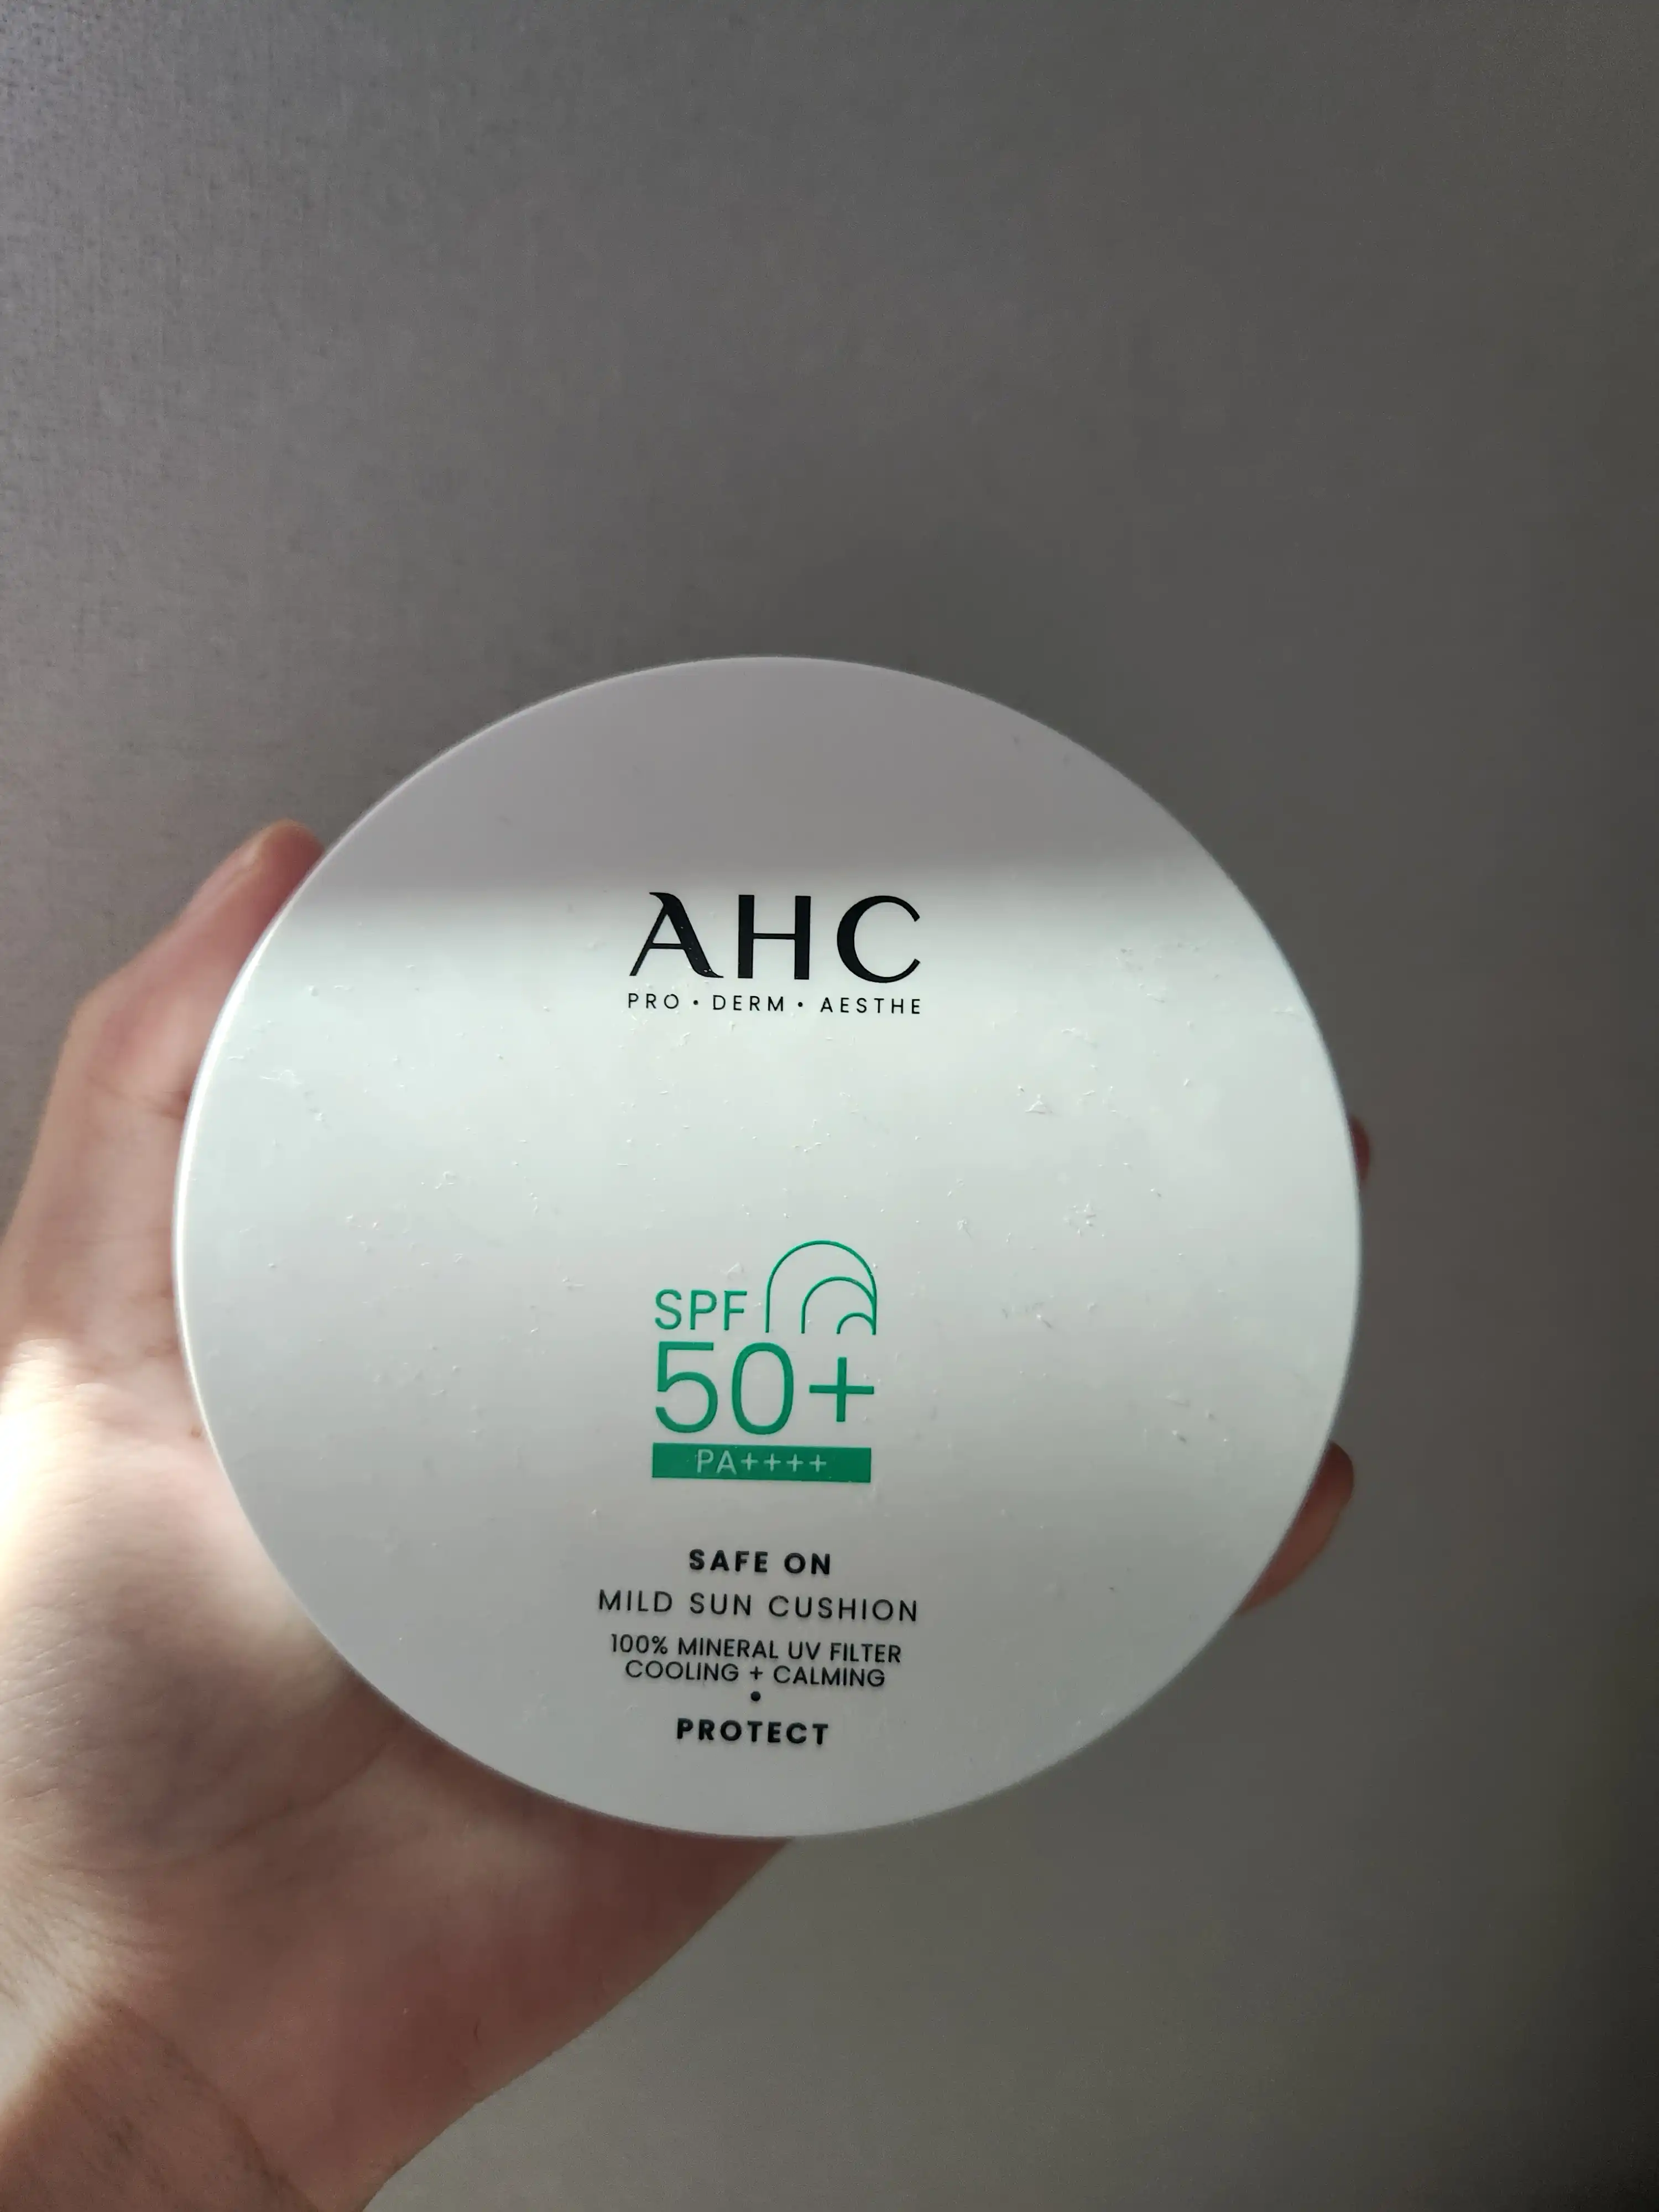 AHC
PRO · DERM · AESTHE
SPF
50+
PA++++
SAFE ON
MILD SUN CUSHION
100% MINERAL UV FILTER
COOLING + CALMING
•
PROTECT